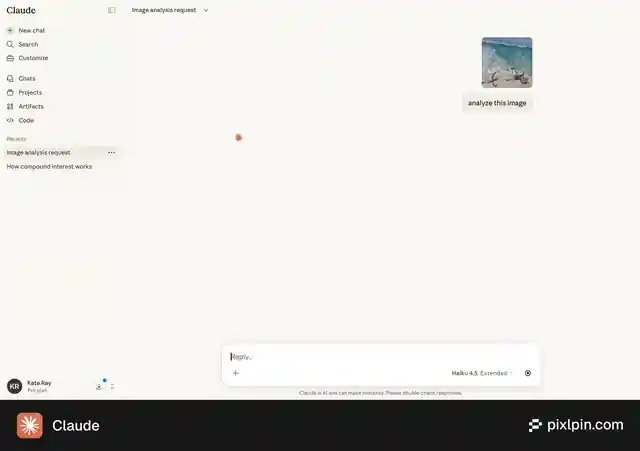 Claude
Image analysis request
New chat
Search
Customize
Chats
Projects
Artifacts
Code
Recents
Image analysis request
How compound interest works
analyze this image
Reply...
Haiku 4.5 Extended
KR
Kate Ray
Pro plan
Claude is AI and can make mistakes. Please double-check responses.
Claude
pixlpin.com